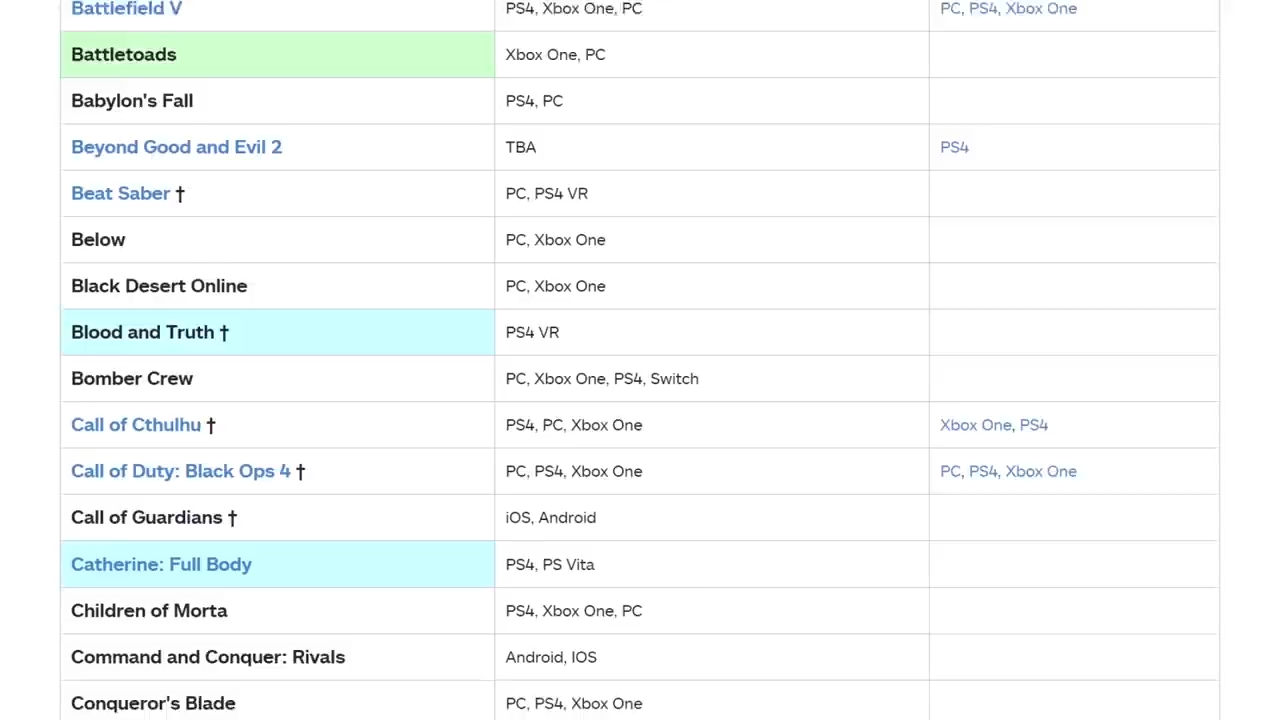 Battlefield V PS4, Xbox One, PC PC, PS4, Xbox One
Battletoads Xbox One, PC
Babylon's Fall PS4, PC
Beyond Good and Evil 2 TBA PS4
Beat Saber † PC, PS4 VR
Below PC, Xbox One
Black Desert Online PC, Xbox One
Blood and Truth † PS4 VR
Bomber Crew PC, Xbox One, PS4, Switch
Call of Cthulhu † PS4, PC, Xbox One Xbox One, PS4
Call of Duty: Black Ops 4 † PC, PS4, Xbox One PC, PS4, Xbox One
Call of Guardians † iOS, Android
Catherine: Full Body PS4, PS Vita
Children of Morta PS4, Xbox One, PC
Command and Conquer: Rivals Android, IOS
Conqueror's Blade PC, PS4, Xbox One